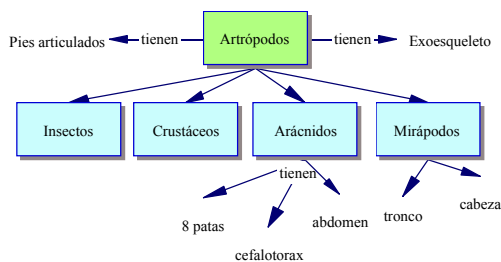 Artrópodos
Pies articulados
tienen
tienen
Exoesqueleto
Insectos
Crustáceos
Arácnidos
Mirápodos
tienen
8 patas
cefalotorax
abdomen
tronco
cabeza